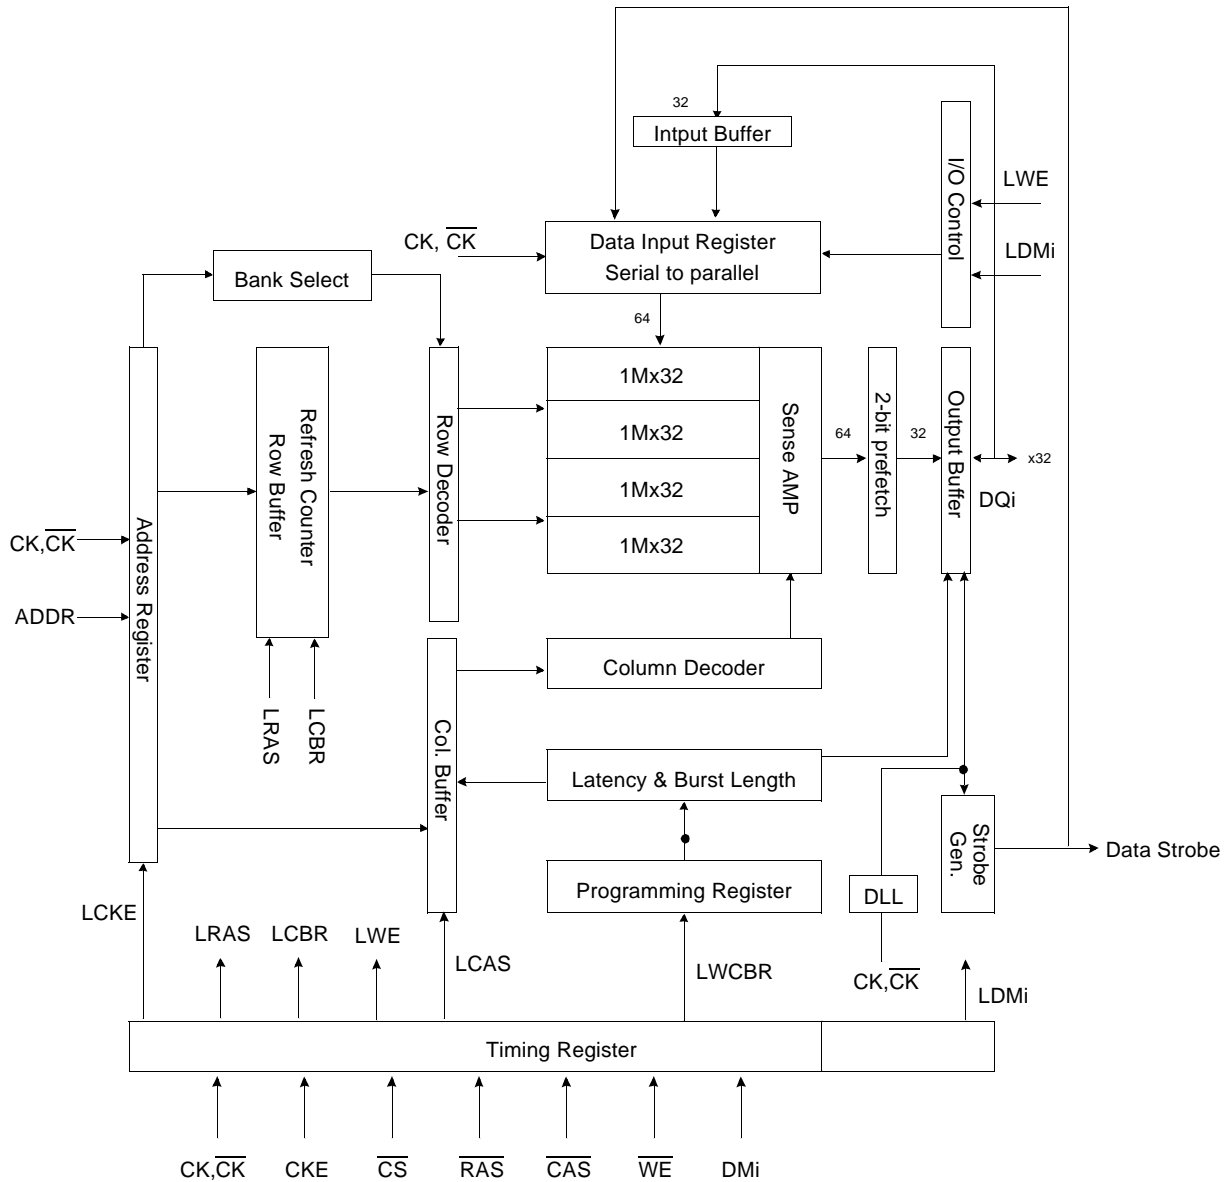 32
Intput Buffer
I/O Control
LWE
LDMi
CK, CK
Data Input Register
Serial to parallel
Bank Select
64
Address Register
Refresh Counter
Row Buffer
Row Decoder
1Mx32
1Mx32
1Mx32
1Mx32
Sense AMP
64
2-bit prefetch
32
Output Buffer
x32
DQi
CK,CK
ADDR
LRAS
LCBR
Col. Buffer
Column Decoder
Latency & Burst Length
Programming Register
DLL
Strobe
Gen.
Data Strobe
CK,CK
LCKE
LRAS
LCBR
LWE
LCAS
LWCBR
LDMi
Timing Register
CK,CK
CKE
CS
RAS
CAS
WE
DMi